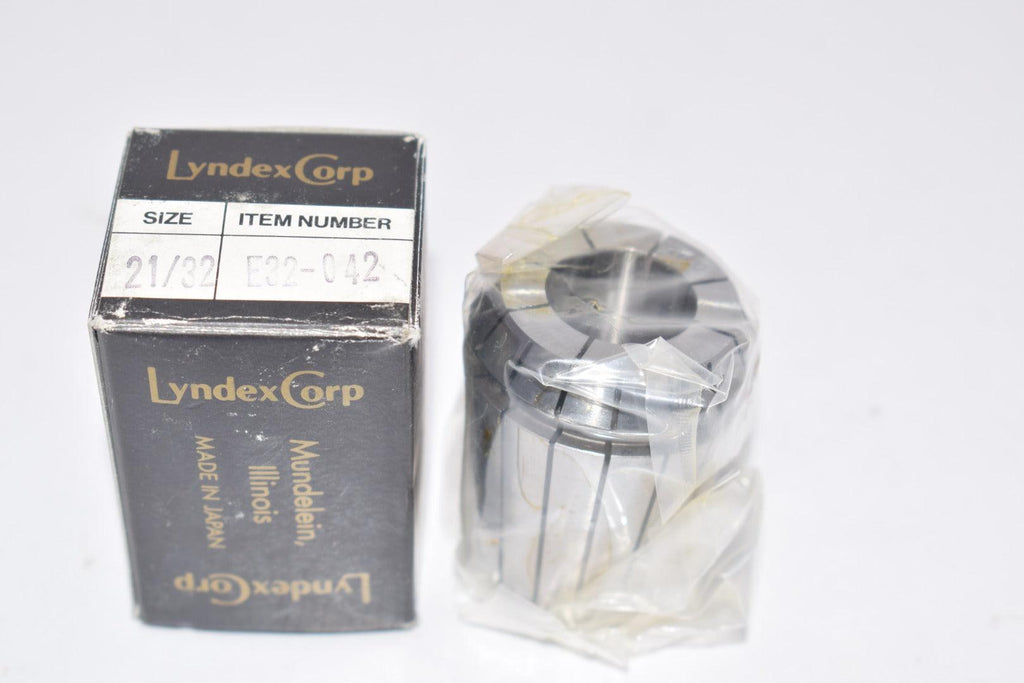 LyndexCorp
SIZE ITEM NUMBER
21/32 E32-042
LyndexCorp
Mundelein,
Illinois
MADE IN JAPAN
LyndexCorp